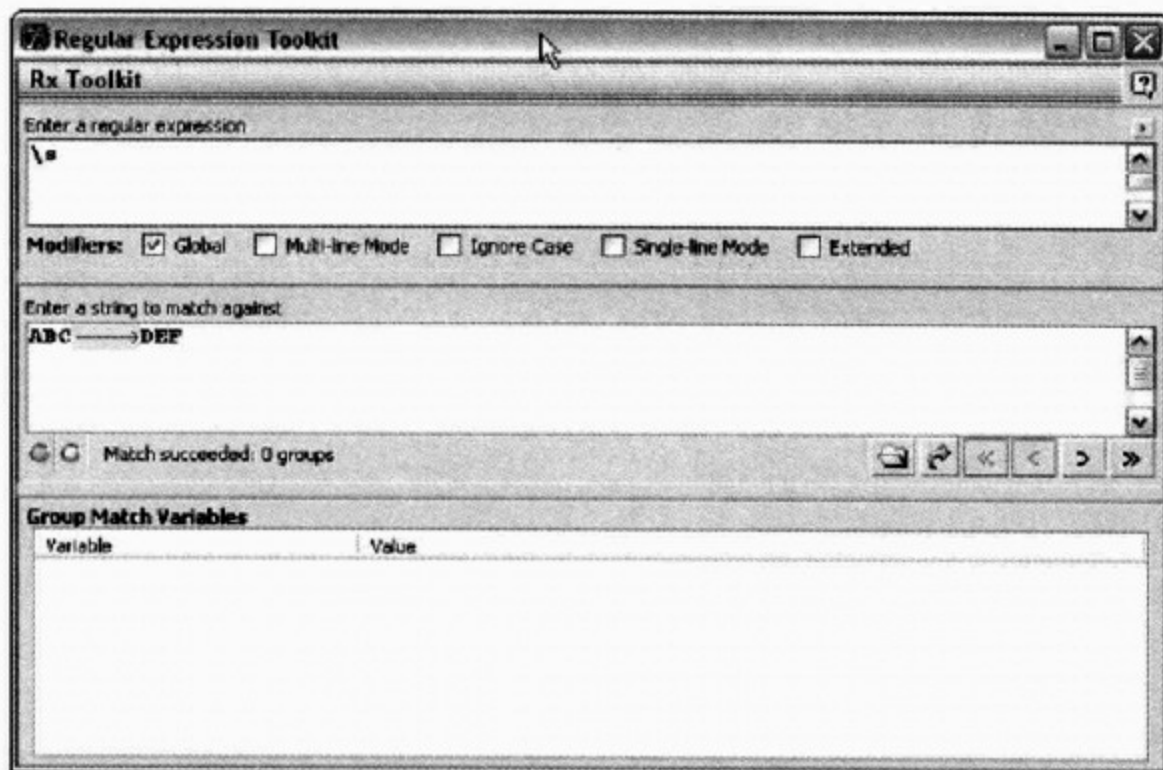 Regular Expression Toolkit
Rx Toolkit
Enter a regular expression
\s
Modifiers: Global Multi-line Mode Ignore Case Single-line Mode Extended
Enter a string to match against
ABC———→DEF
Match succeeded: 0 groups
Group Match Variables
Variable Value